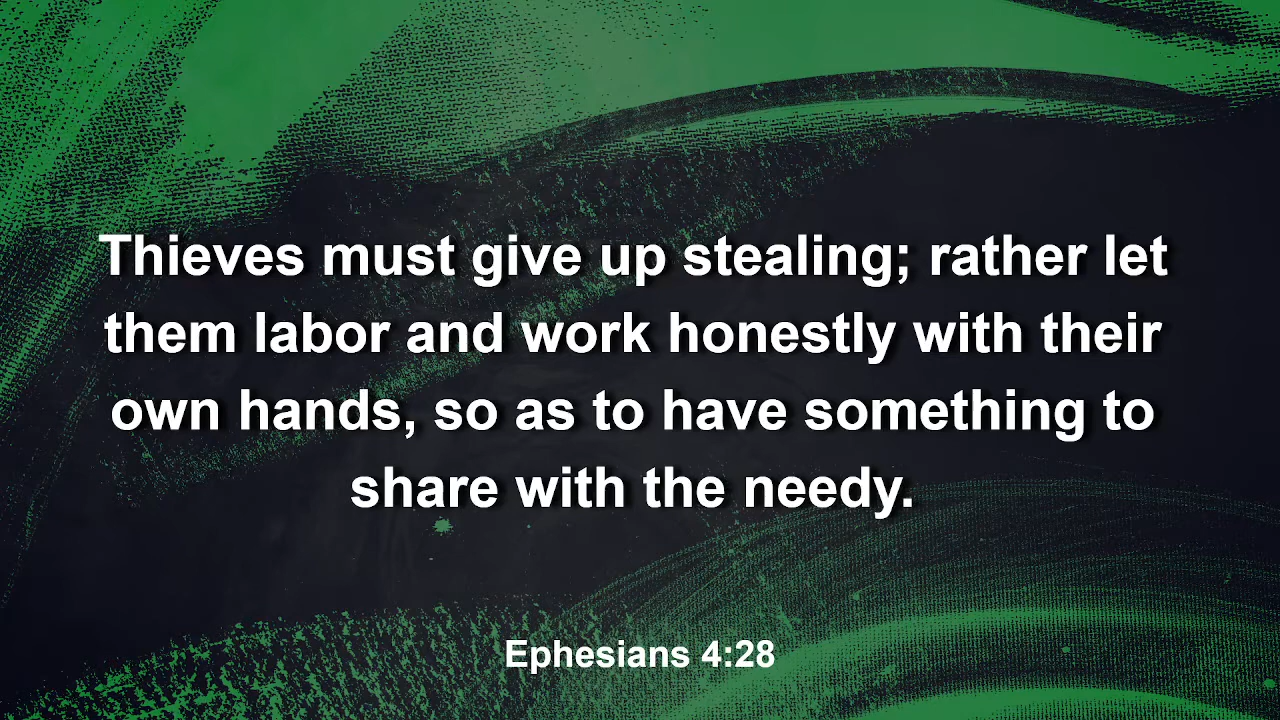 Thieves must give up stealing; rather let
them labor and work honestly with their
own hands, so as to have something to
share with the needy.
Ephesians 4:28